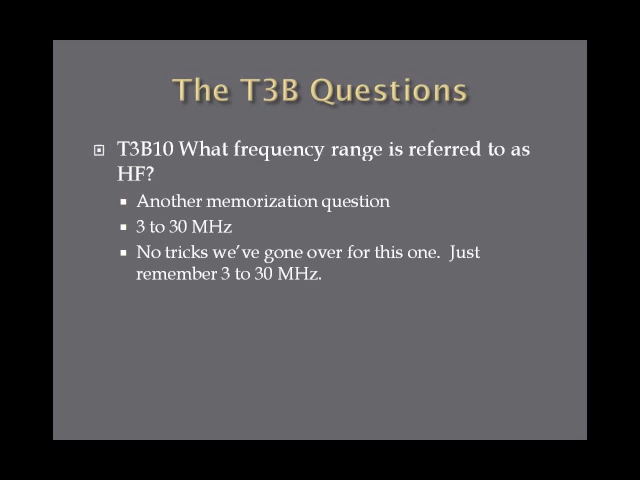 The T3B Questions
T3B10 What frequency range is referred to as
HF?
Another memorization question
3 to 30 MHz
No tricks we've gone over for this one.  Just
remember 3 to 30 MHz.